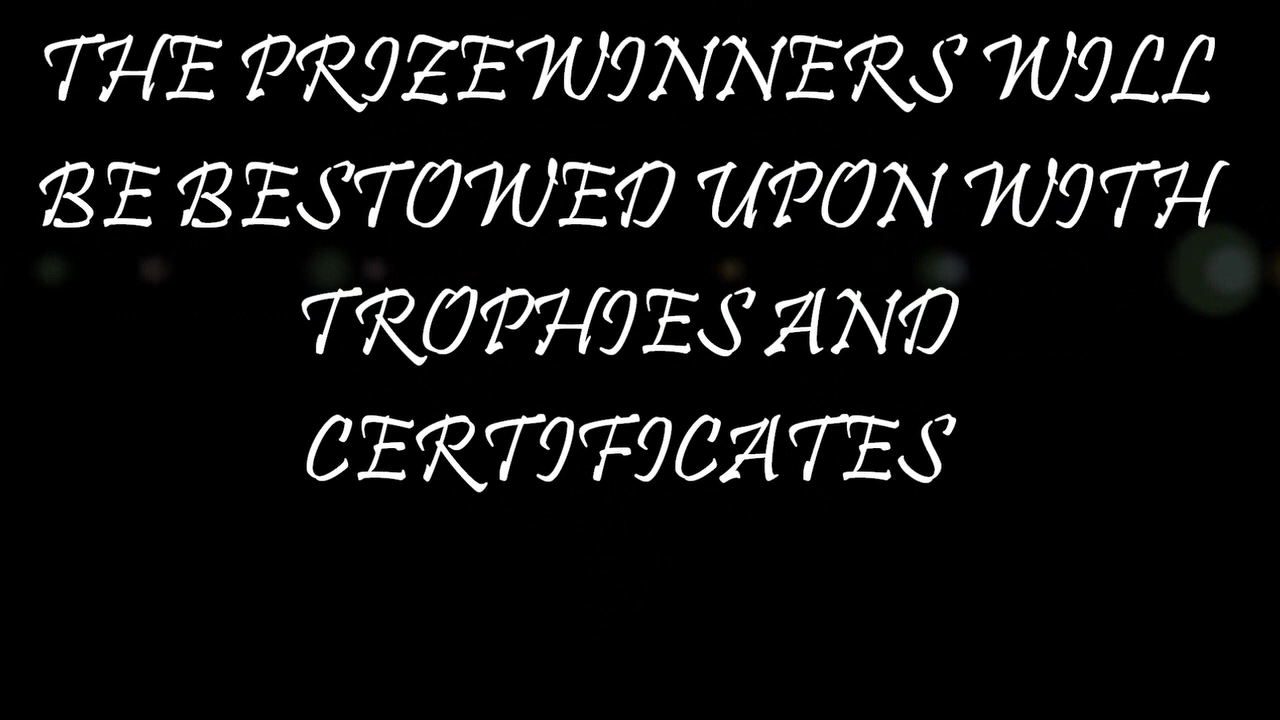 THE PRIZEWINNERS WILL
BE BESTOWED UPON WITH
TROPHIES AND
CERTIFICATES